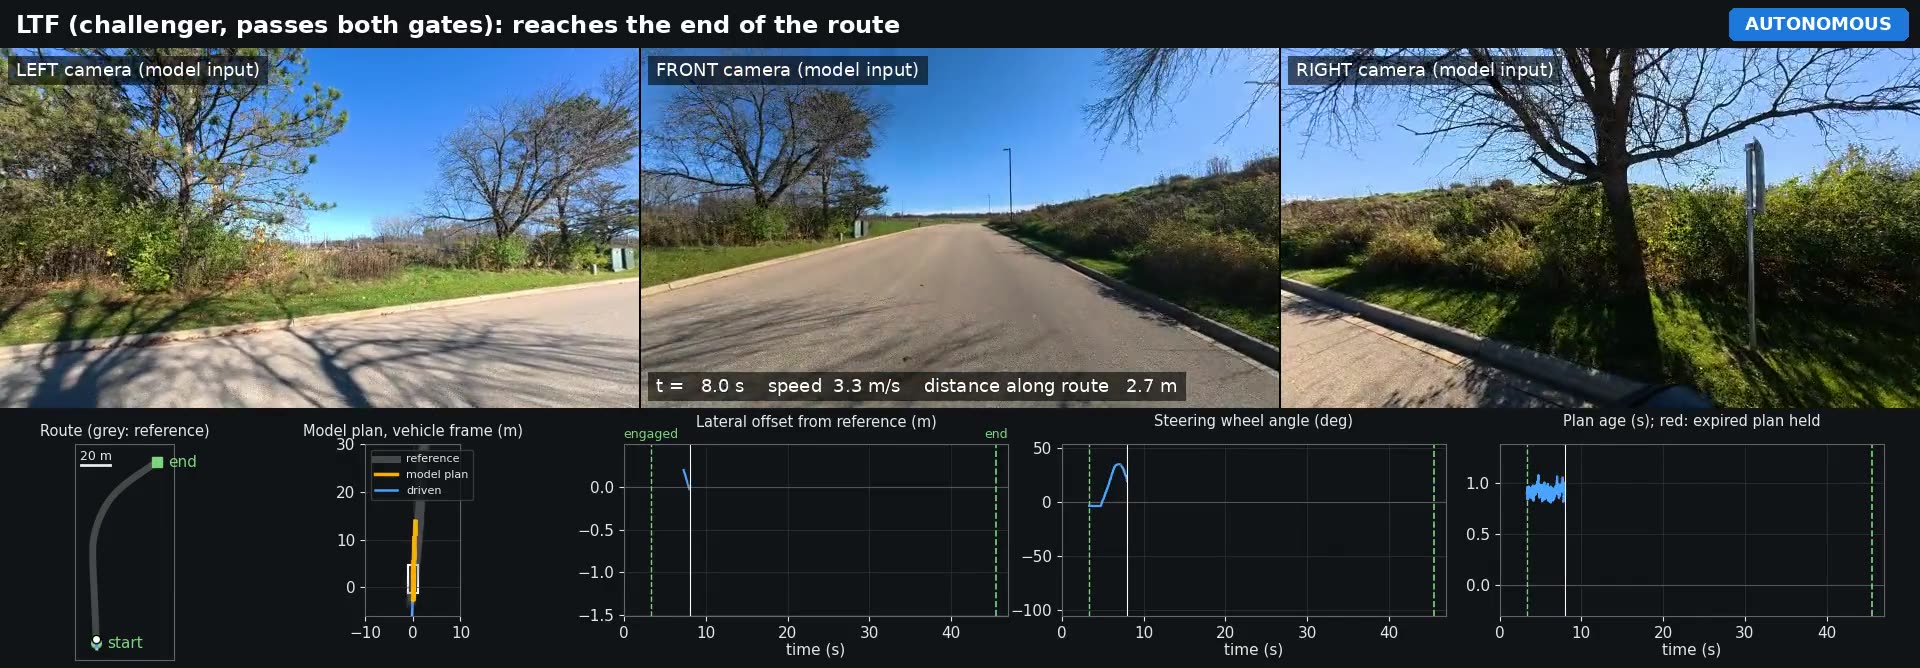 LTF (challenger, passes both gates): reaches the end of the route
AUTONOMOUS
LEFT camera (model input)
FRONT camera (model input)
RIGHT camera (model input)
t = 8.0 s speed 3.3 m/s distance along route 2.7 m
Route (grey: reference)
20 m
end
start
Model plan, vehicle frame (m)
30
20
10
0
reference
model plan
driven
−10 0 10
Lateral offset from reference (m)
engaged end
0.0
−0.5
−1.0
−1.5
0 10 20 30 40
time (s)
Steering wheel angle (deg)
50
0
−50
−100
0 10 20 30 40
time (s)
Plan age (s); red: expired plan held
1.0
0.5
0.0
0 10 20 30 40
time (s)